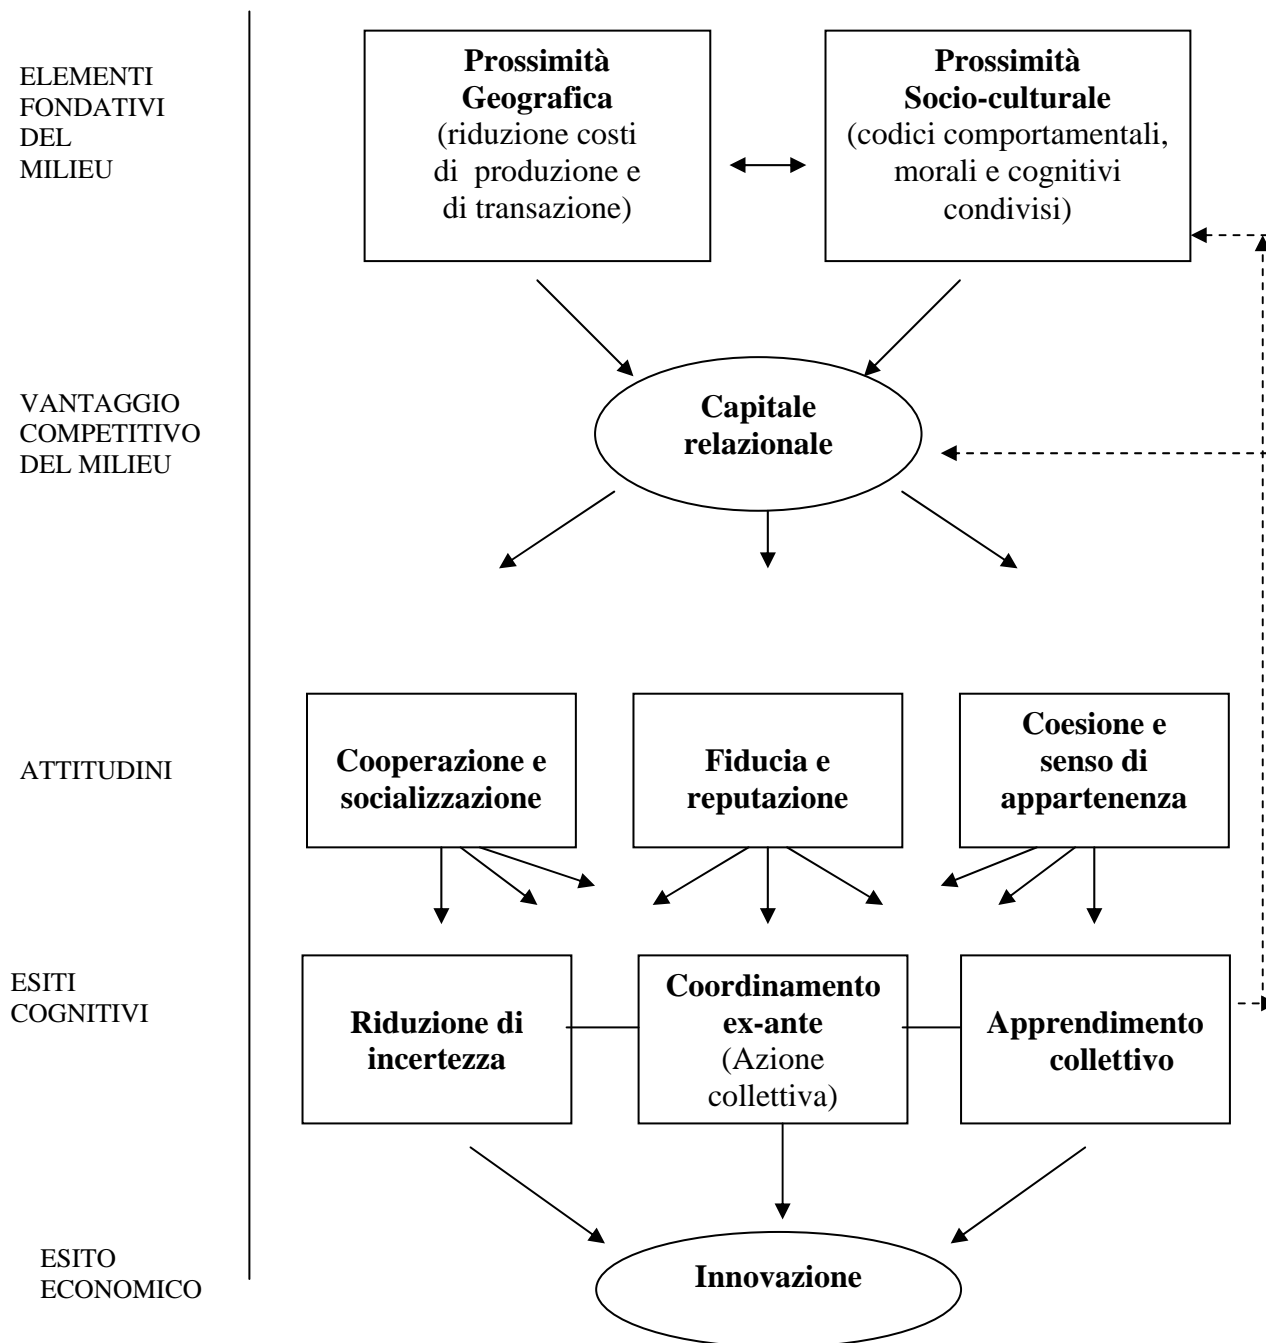 ELEMENTI
FONDATIVI
DEL
MILIEU
Prossimità
Geografica
(riduzione costi
di produzione e
di transazione)
Prossimità
Socio-culturale
(codici comportamentali,
morali e cognitivi
condivisi)
VANTAGGIO
COMPETITIVO
DEL MILIEU
Capitale
relazionale
ATTITUDINI
Cooperazione e
socializzazione
Fiducia e
reputazione
Coesione e
senso di
appartenenza
ESITI
COGNITIVI
Riduzione di
incertezza
Coordinamento
ex-ante
(Azione
collettiva)
Apprendimento
collettivo
ESITO
ECONOMICO
Innovazione